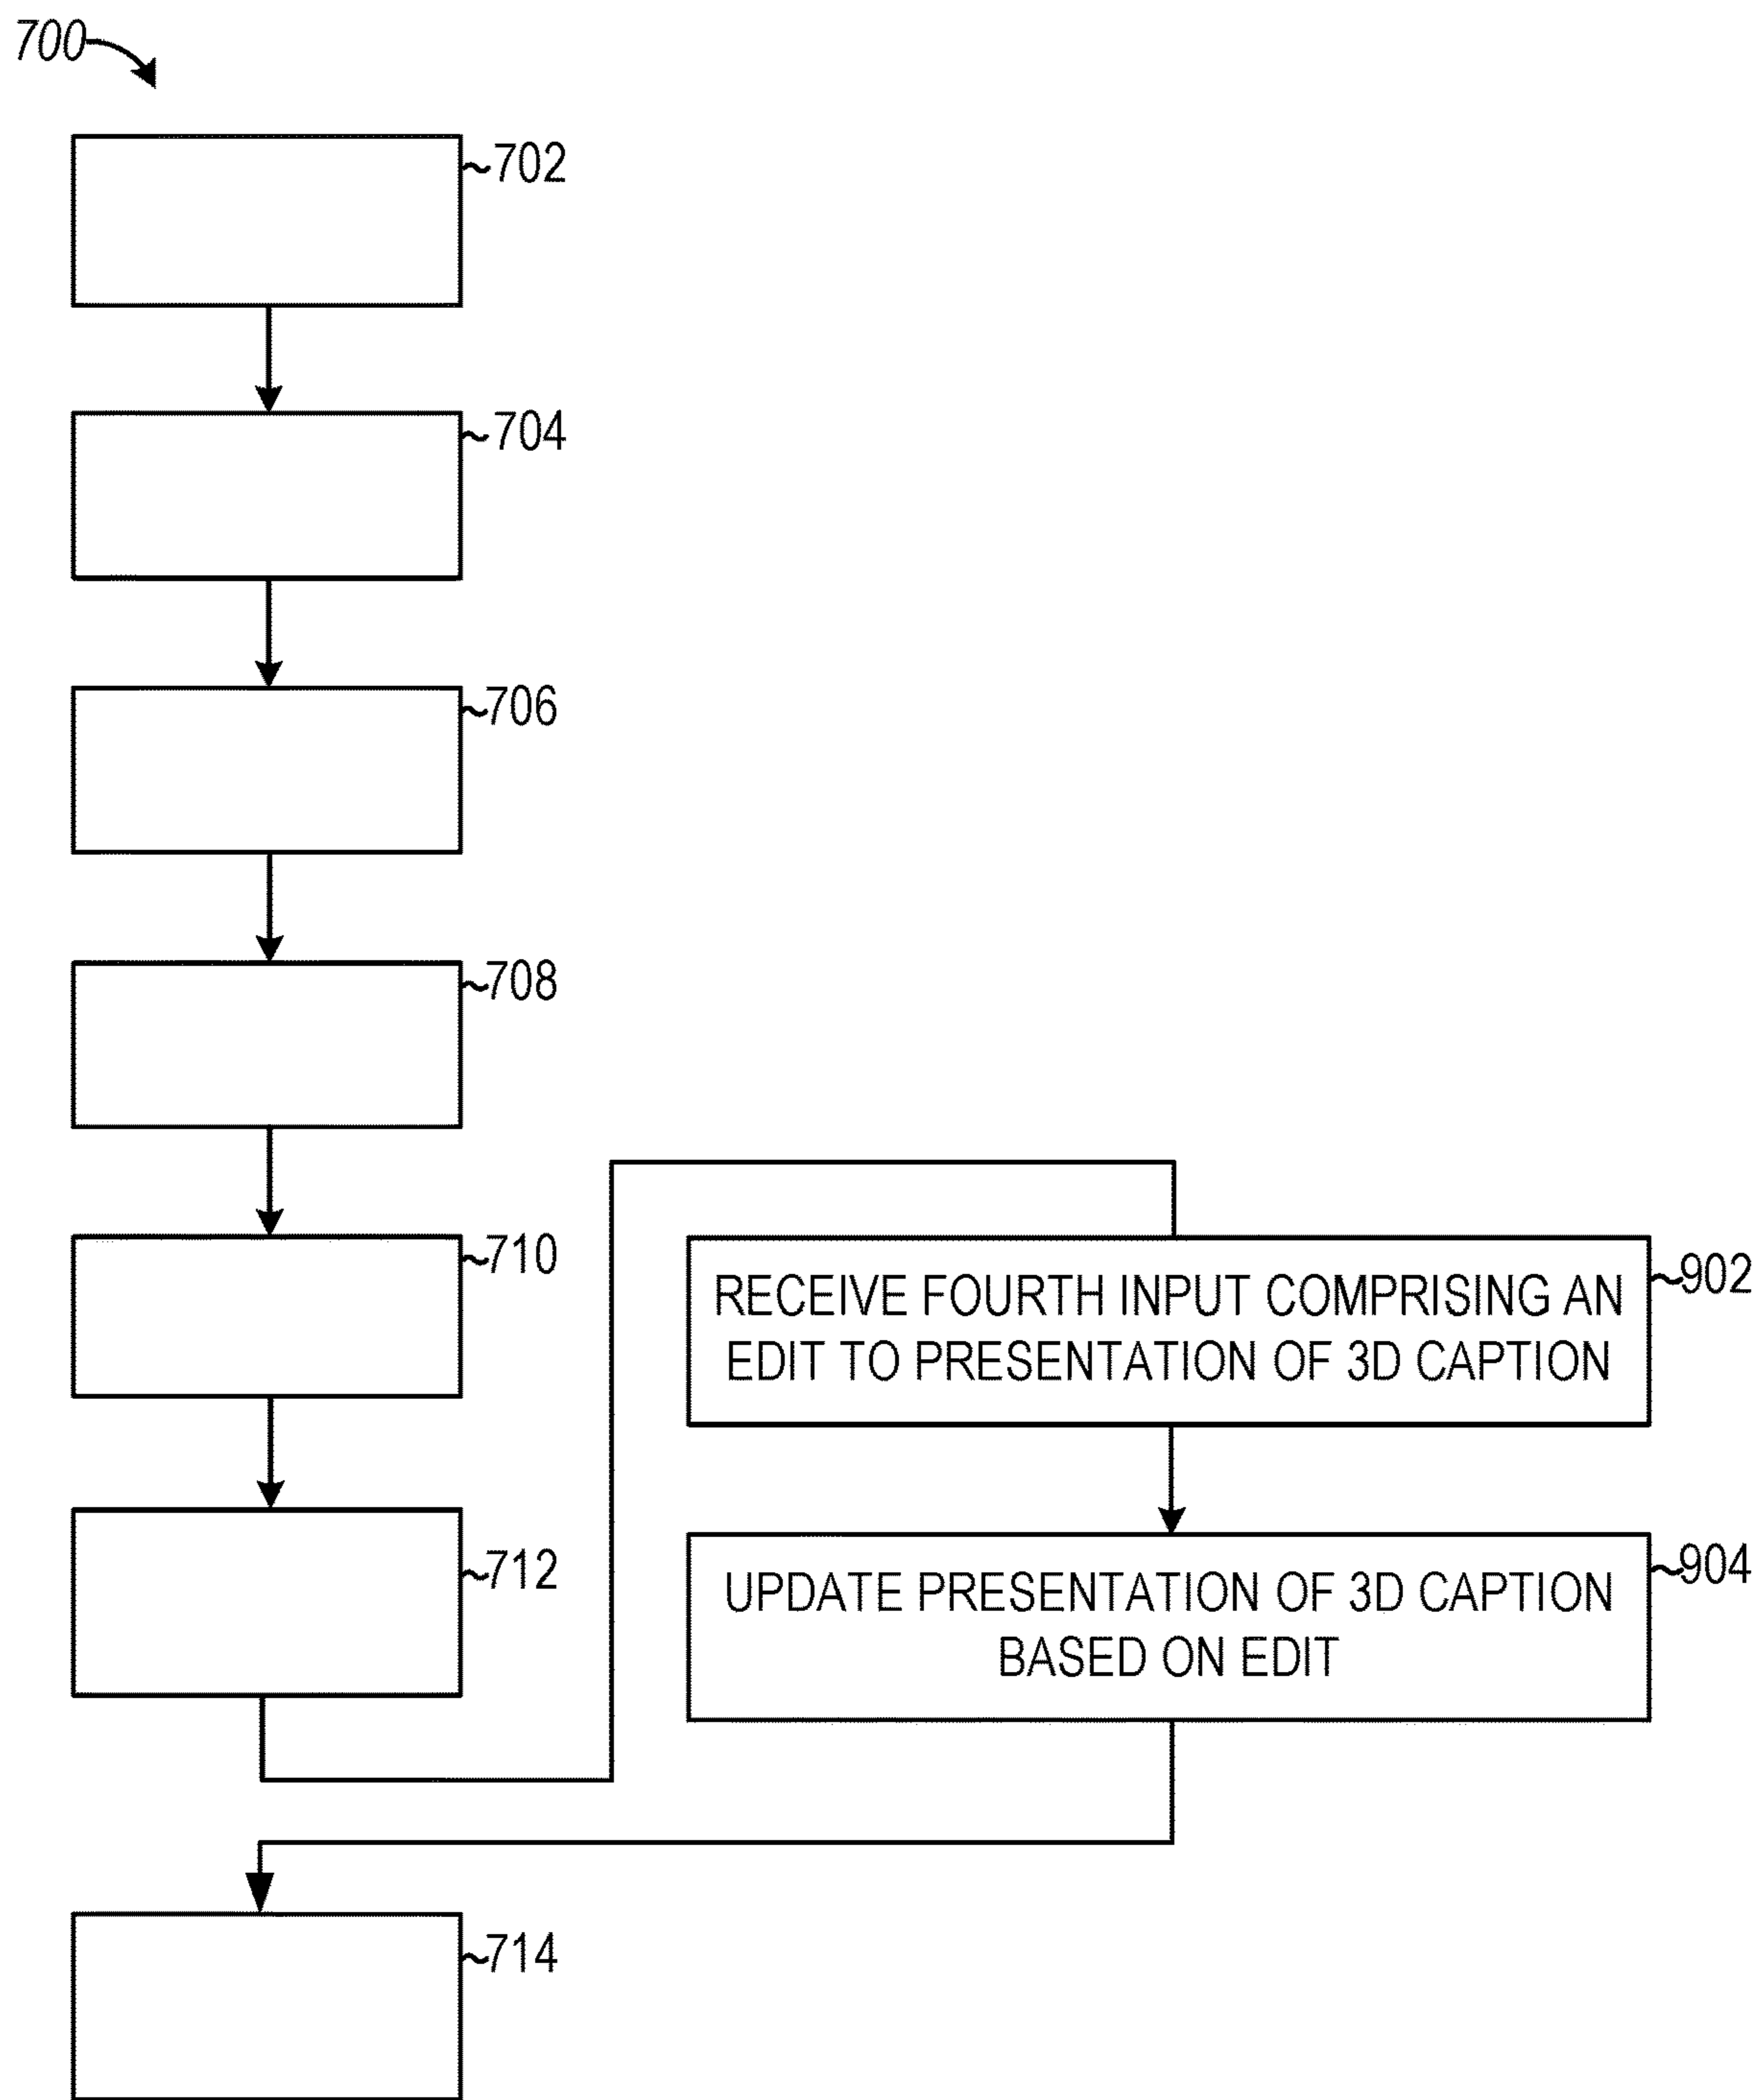 700
702
704
706
708
710
712
902
RECEIVE FOURTH INPUT COMPRISING AN
EDIT TO PRESENTATION OF 3D CAPTION
904
UPDATE PRESENTATION OF 3D CAPTION
BASED ON EDIT
714